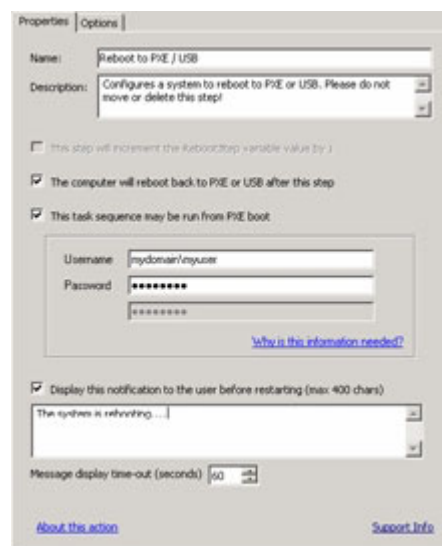 Properties
Options
Name:
Reboot to PXE / USB
Description:
Configures a system to reboot to PXE or USB. Please do not
move or delete this step!
This step will increment the RebootStep variable value by 1
The computer will reboot back to PXE or USB after this step
This task sequence may be run from PXE boot
Username
mydomain\myuser
Password
••••••••
••••••••
Why is this information needed?
Display this notification to the user before restarting (max 400 chars)
The system is rebooting....
Message display time-out (seconds)
60
About this action
Support Info